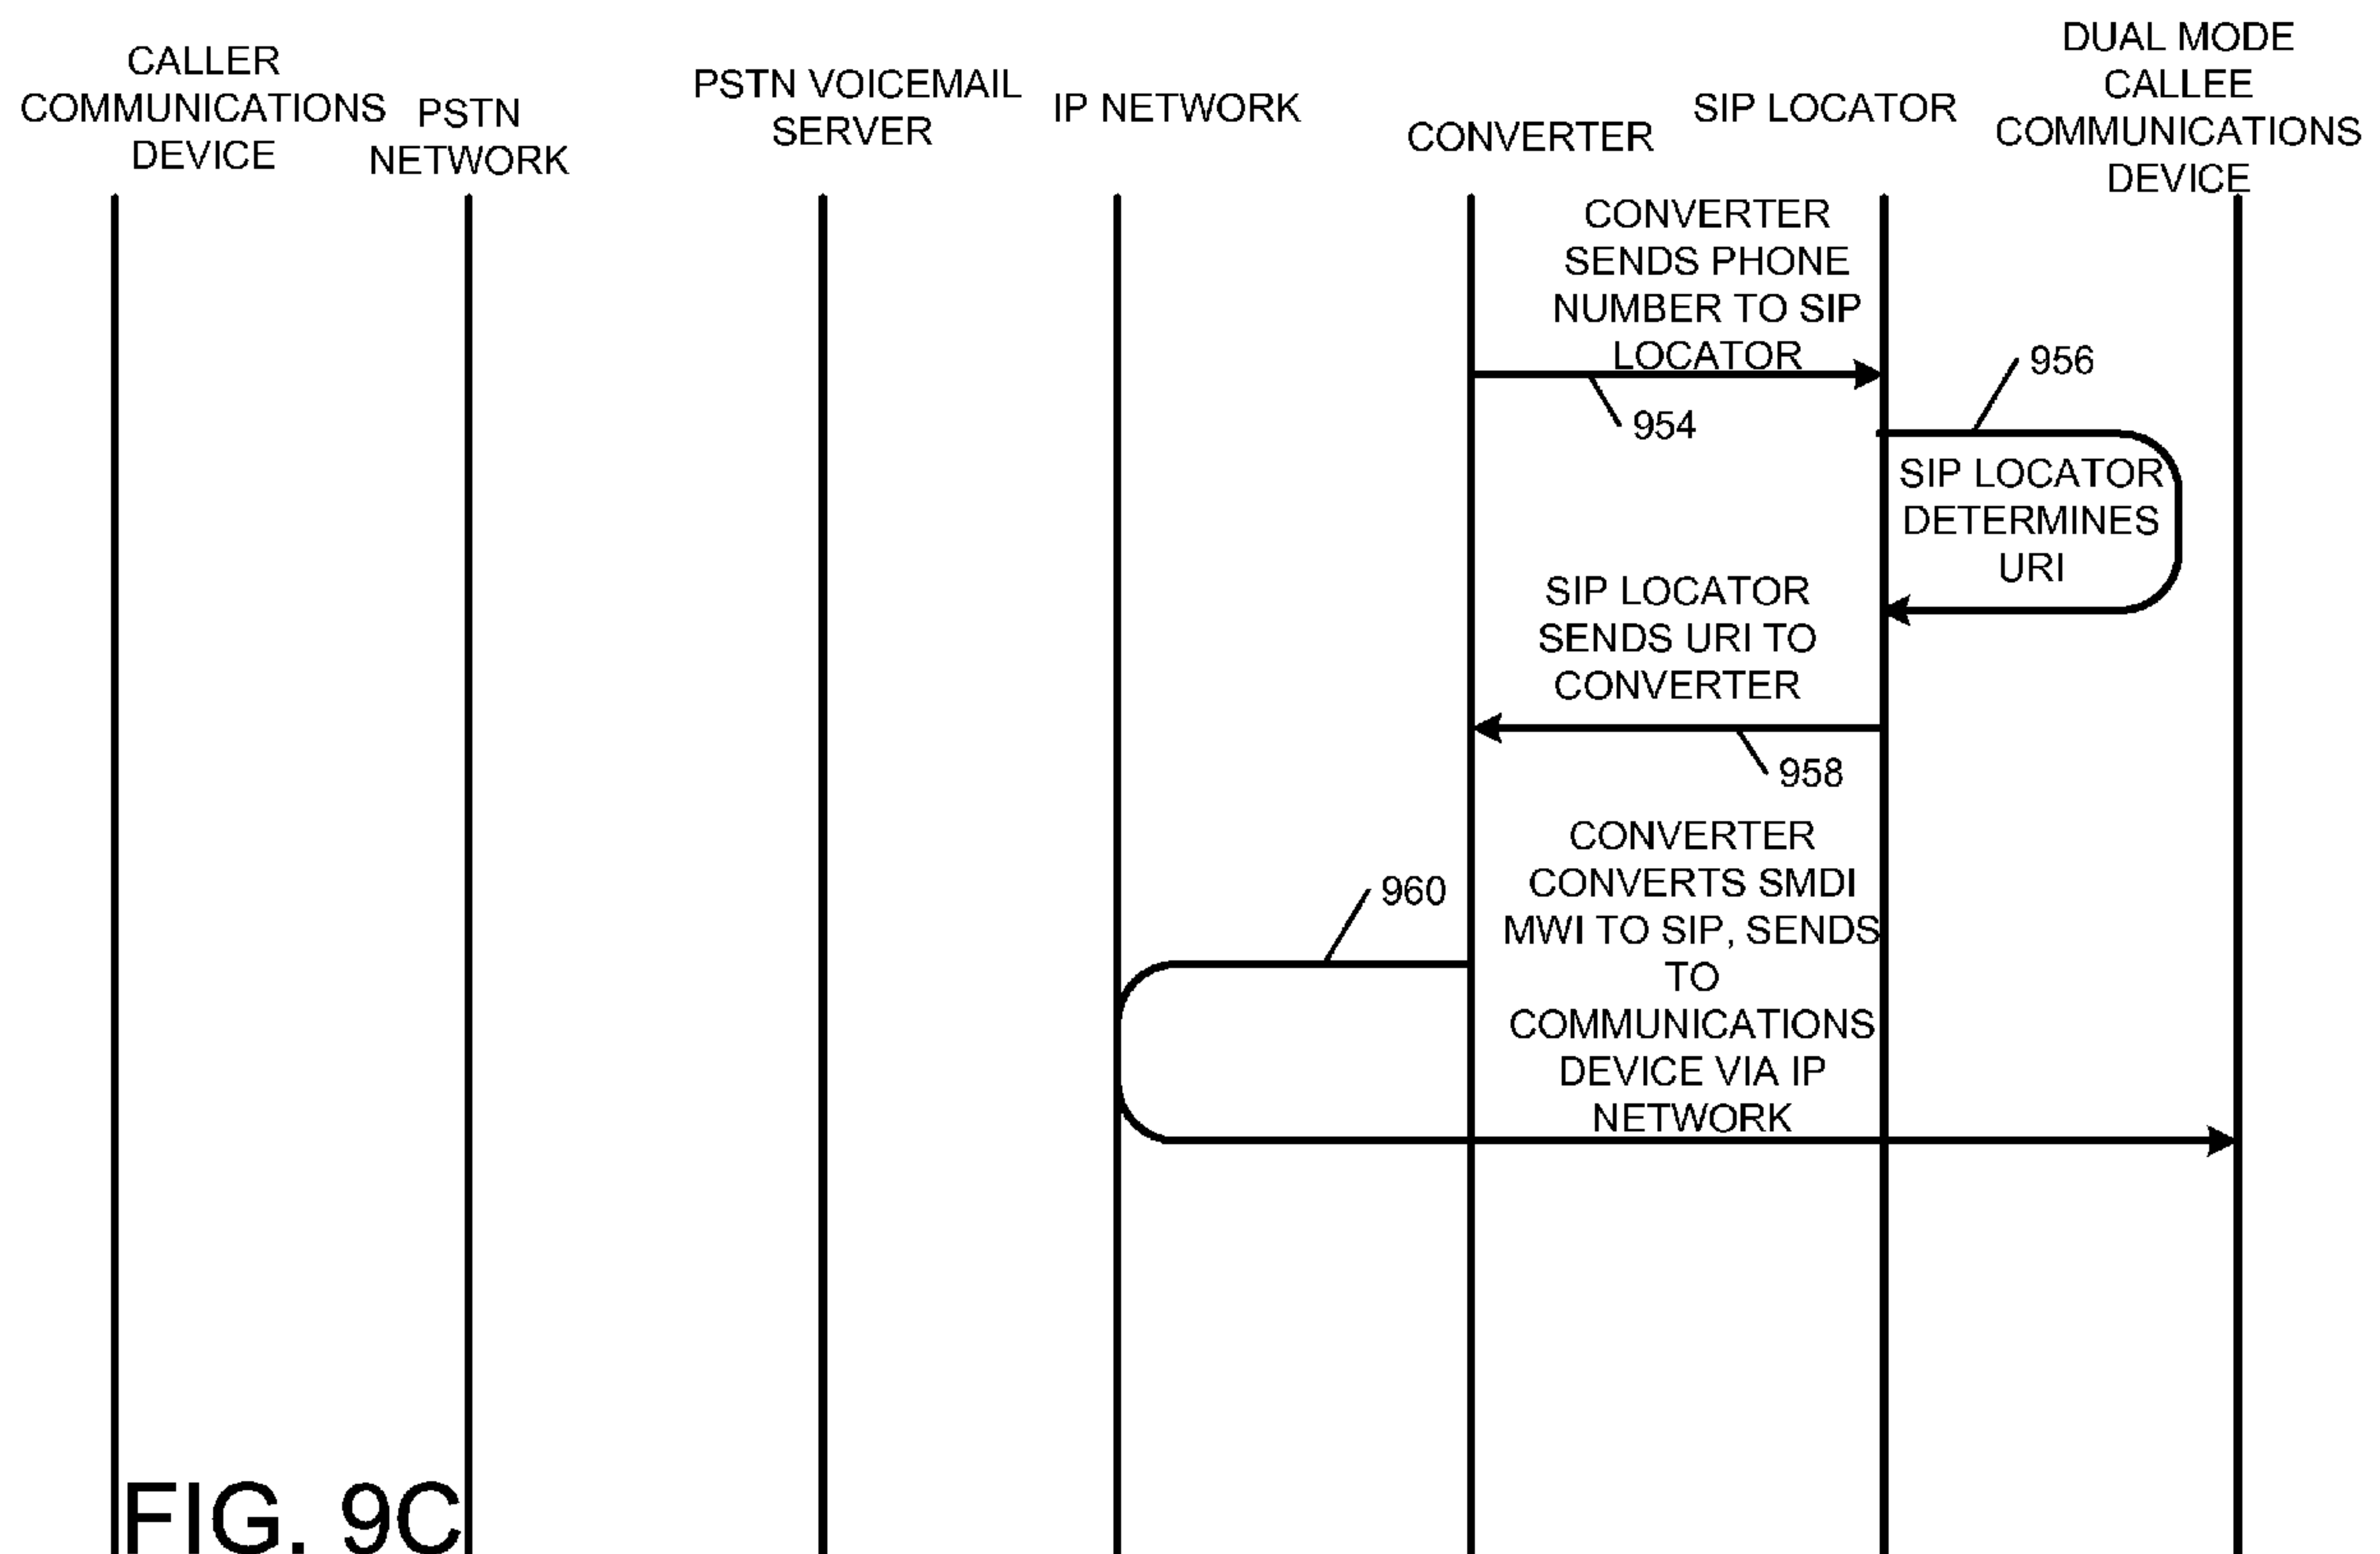 CALLER
COMMUNICATIONS
DEVICE
PSTN
NETWORK
PSTN VOICEMAIL
SERVER
IP NETWORK
CONVERTER
SIP LOCATOR
DUAL MODE
CALLEE
COMMUNICATIONS
DEVICE
CONVERTER
SENDS PHONE
NUMBER TO SIP
LOCATOR
954
956
SIP LOCATOR
DETERMINES
URI
SIP LOCATOR
SENDS URI TO
CONVERTER
958
CONVERTER
CONVERTS SMDI
MWI TO SIP, SENDS
TO
COMMUNICATIONS
DEVICE VIA IP
NETWORK
960
FIG. 9C